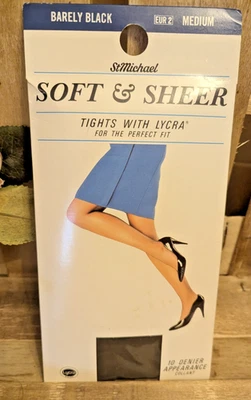 BARELY BLACK EUR 2 MEDIUM
St Michael
SOFT & SHEER
TIGHTS WITH LYCRA®
FOR THE PERFECT FIT
10 DENIER
APPEARANCE
COLLANT